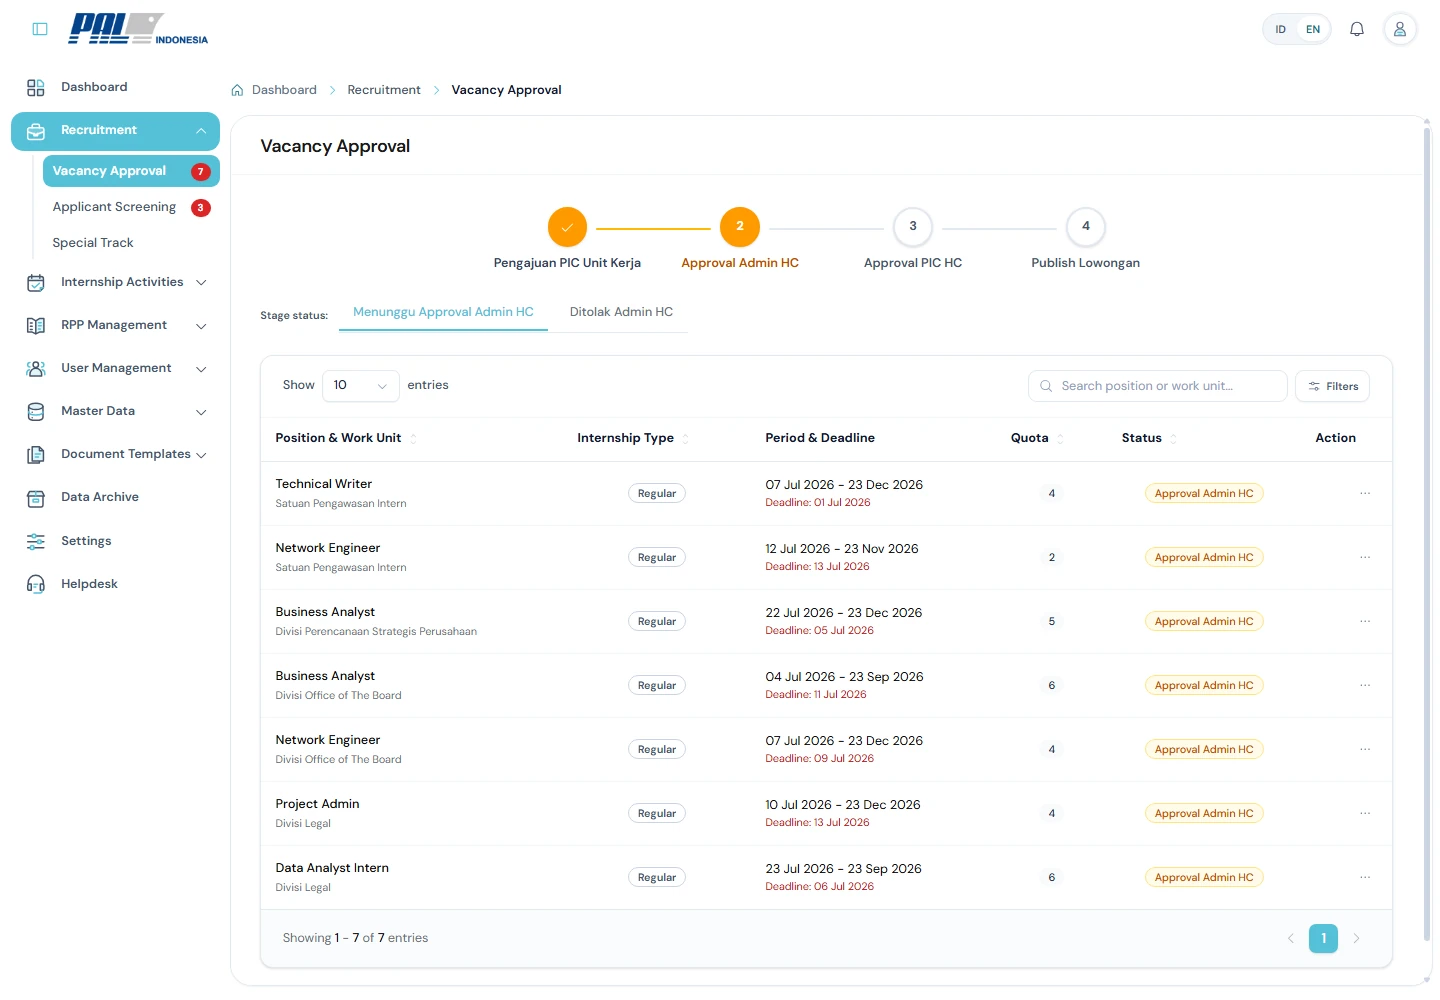 PAL INDONESIA
ID EN
Dashboard
Recruitment
Vacancy Approval 7
Applicant Screening 3
Special Track
Internship Activities
RPP Management
User Management
Master Data
Document Templates
Data Archive
Settings
Helpdesk
Dashboard > Recruitment > Vacancy Approval
Vacancy Approval
2 3 4
Pengajuan PIC Unit Kerja Approval Admin HC Approval PIC HC Publish Lowongan
Stage status: Menunggu Approval Admin HC Ditolak Admin HC
Show 10 entries Search position or work unit... Filters
Position & Work Unit Internship Type Period & Deadline Quota Status Action
Technical Writer
Satuan Pengawasan Intern
Regular
07 Jul 2026 - 23 Dec 2026
Deadline: 01 Jul 2026
4
Approval Admin HC
Network Engineer
Satuan Pengawasan Intern
Regular
12 Jul 2026 - 23 Nov 2026
Deadline: 13 Jul 2026
2
Approval Admin HC
Business Analyst
Divisi Perencanaan Strategis Perusahaan
Regular
22 Jul 2026 - 23 Dec 2026
Deadline: 05 Jul 2026
5
Approval Admin HC
Business Analyst
Divisi Office of The Board
Regular
04 Jul 2026 - 23 Sep 2026
Deadline: 11 Jul 2026
6
Approval Admin HC
Network Engineer
Divisi Office of The Board
Regular
07 Jul 2026 - 23 Dec 2026
Deadline: 09 Jul 2026
4
Approval Admin HC
Project Admin
Divisi Legal
Regular
10 Jul 2026 - 23 Dec 2026
Deadline: 13 Jul 2026
4
Approval Admin HC
Data Analyst Intern
Divisi Legal
Regular
23 Jul 2026 - 23 Sep 2026
Deadline: 06 Jul 2026
6
Approval Admin HC
Showing 1 - 7 of 7 entries
1